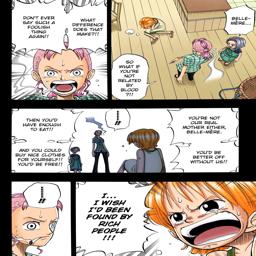 DON'T EVER
SAY SUCH A
FOOLISH
THING
AGAIN!!
WHAT
DIFFERENCE
DOES THAT
MAKE?!!
BELLE-
MÈRE...
SO WHAT
IF YOU'RE
NOT
RELATED
BY
BLOOD
?!!
THEN YOU'D
HAVE ENOUGH
TO EAT!!
AND YOU COULD
BUY NICE CLOTHES
FOR YOURSELF!!!
YOU'D BE
FREE!!
YOU'RE NOT
OUR REAL
MOTHER EITHER,
BELLE-MÈRE.
YOU'D BE
BETTER OFF
WITHOUT US!!
!!!
I...
I WISH
I'D BEEN
FOUND BY
RICH
PEOPLE
!!!